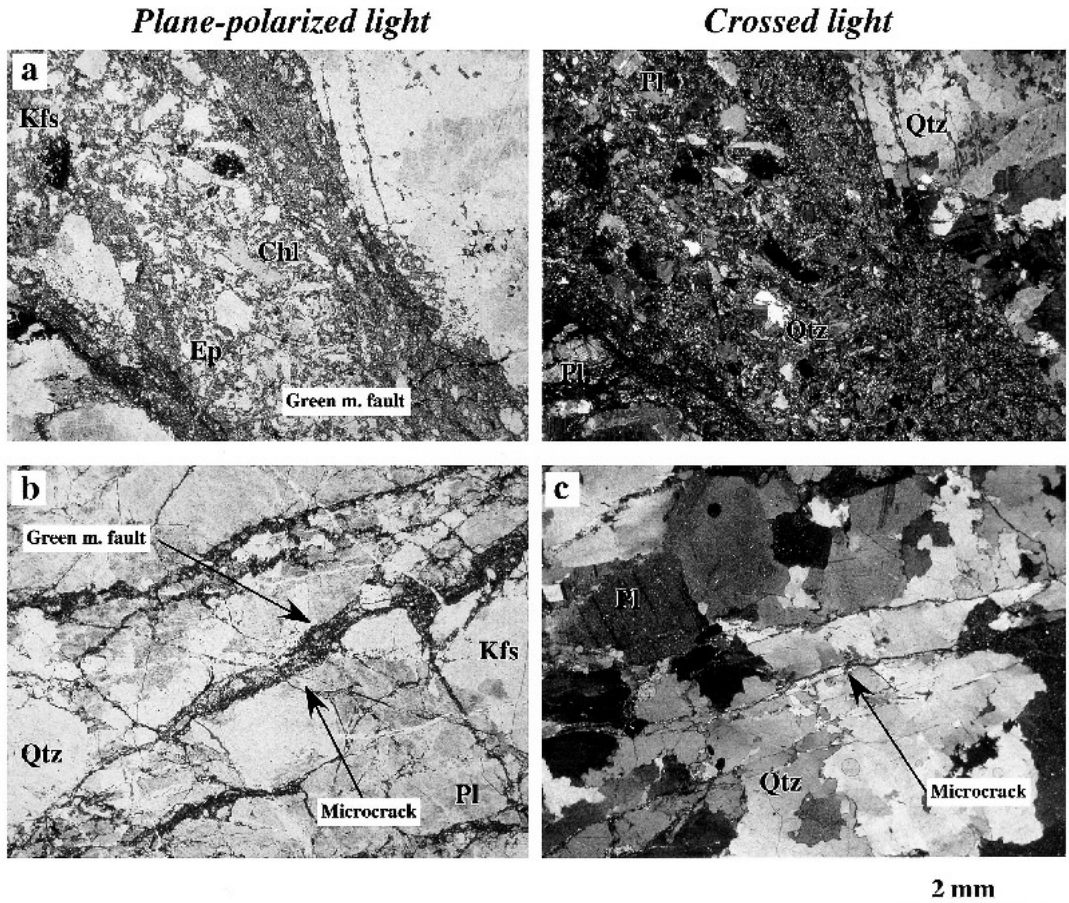 Plane-polarized light
Crossed light
a
Kfs
Chl
Ep
Green m. fault
Pl
Qtz
Qtz
Pl
b
Green m. fault
Kfs
Qtz
Pl
Microcrack
c
Pl
Qtz
Microcrack
2 mm